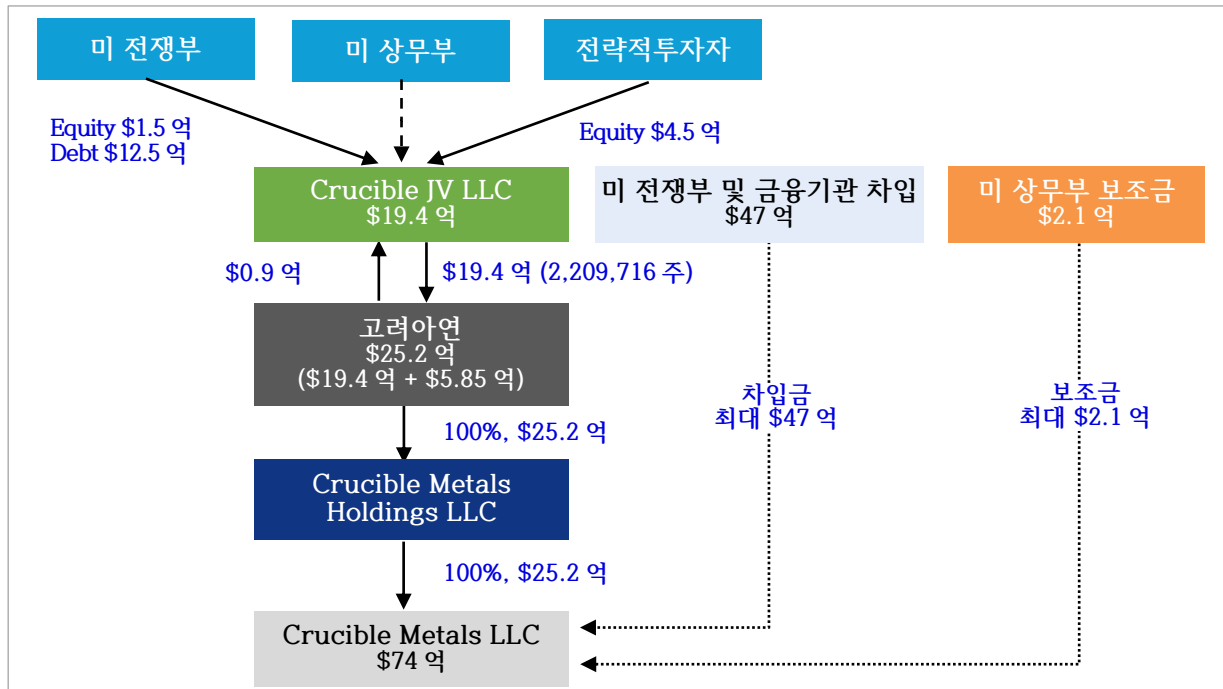 미 전쟁부
미 상무부
전략적투자자
Equity $1.5 억
Debt $12.5 억
Equity $4.5 억
Crucible JV LLC
$19.4 억
미 전쟁부 및 금융기관 차입
$47 억
미 상무부 보조금
$2.1 억
$0.9 억
$19.4 억 (2,209,716 주)
고려아연
$25.2 억
($19.4 억 + $5.85 억)
차입금
최대 $47 억
보조금
최대 $2.1 억
100%, $25.2 억
Crucible Metals
Holdings LLC
100%, $25.2 억
Crucible Metals LLC
$74 억